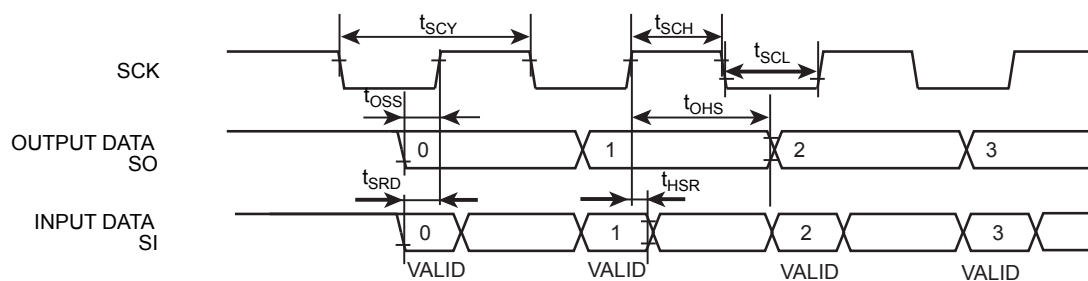 tSCY
tSCH
SCK
tSCL
tOSS
tOHS
OUTPUT DATA
SO
0
1
2
3
tSRD
tHSR
INPUT DATA
SI
0
1
2
3
VALID
VALID
VALID
VALID